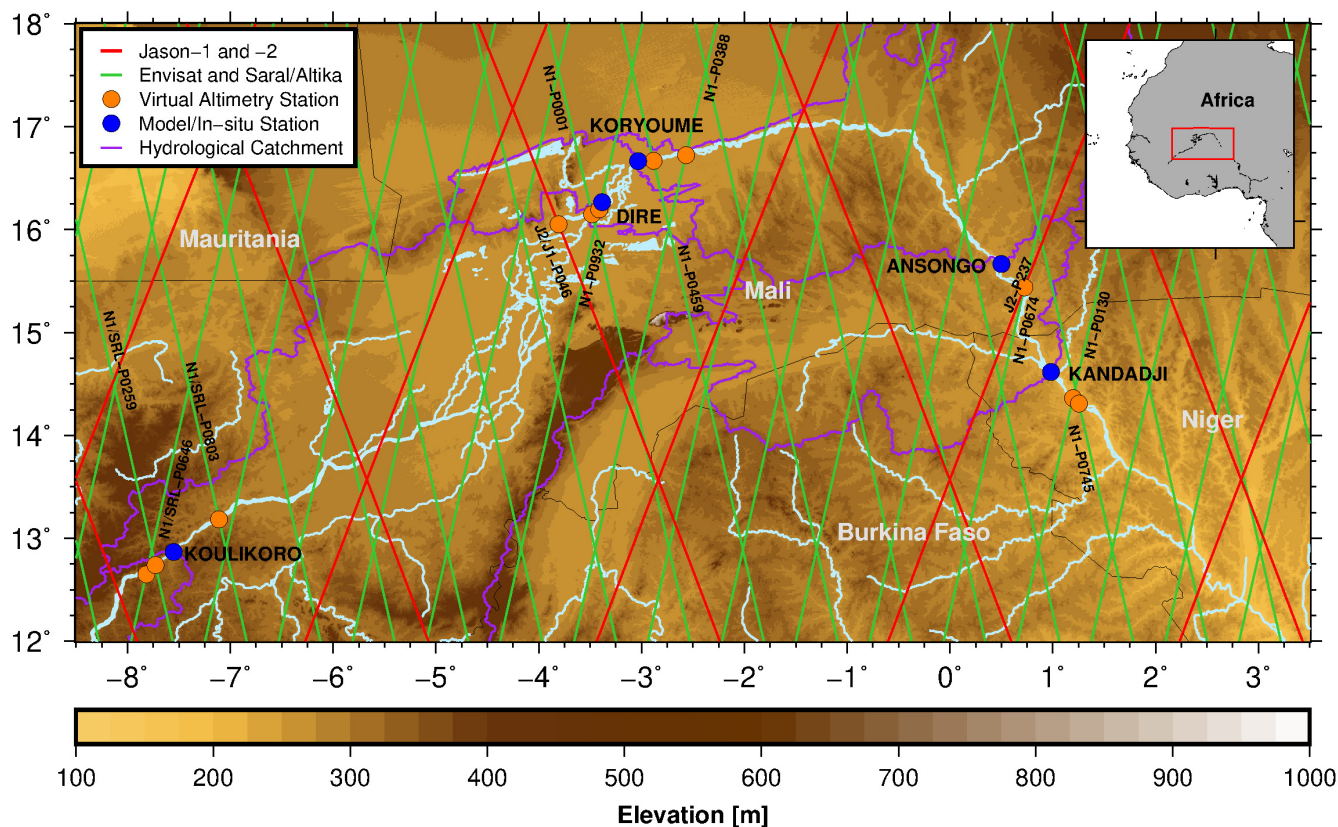 18°
17°
16°
15°
14°
13°
12°
Jason−1 and −2
Envisat and Saral/Altika
Virtual Altimetry Station
Model/In−situ Station
Hydrological Catchment
Africa
N1−P0001
N1−P0388
KORYOUME
DIRE
Mauritania
J2/J1−P046
N1−P0932
N1−P0459
Mali
ANSONGO
J2−P237
N1−P0674
N1−P0130
KANDADJI
Niger
N1−P0745
N1/SRL−P0259
N1/SRL−P0803
N1/SRL−P0646
KOULIKORO
Burkina Faso
−8° −7° −6° −5° −4° −3° −2° −1° 0° 1° 2° 3°
100 200 300 400 500 600 700 800 900 1000
Elevation [m]